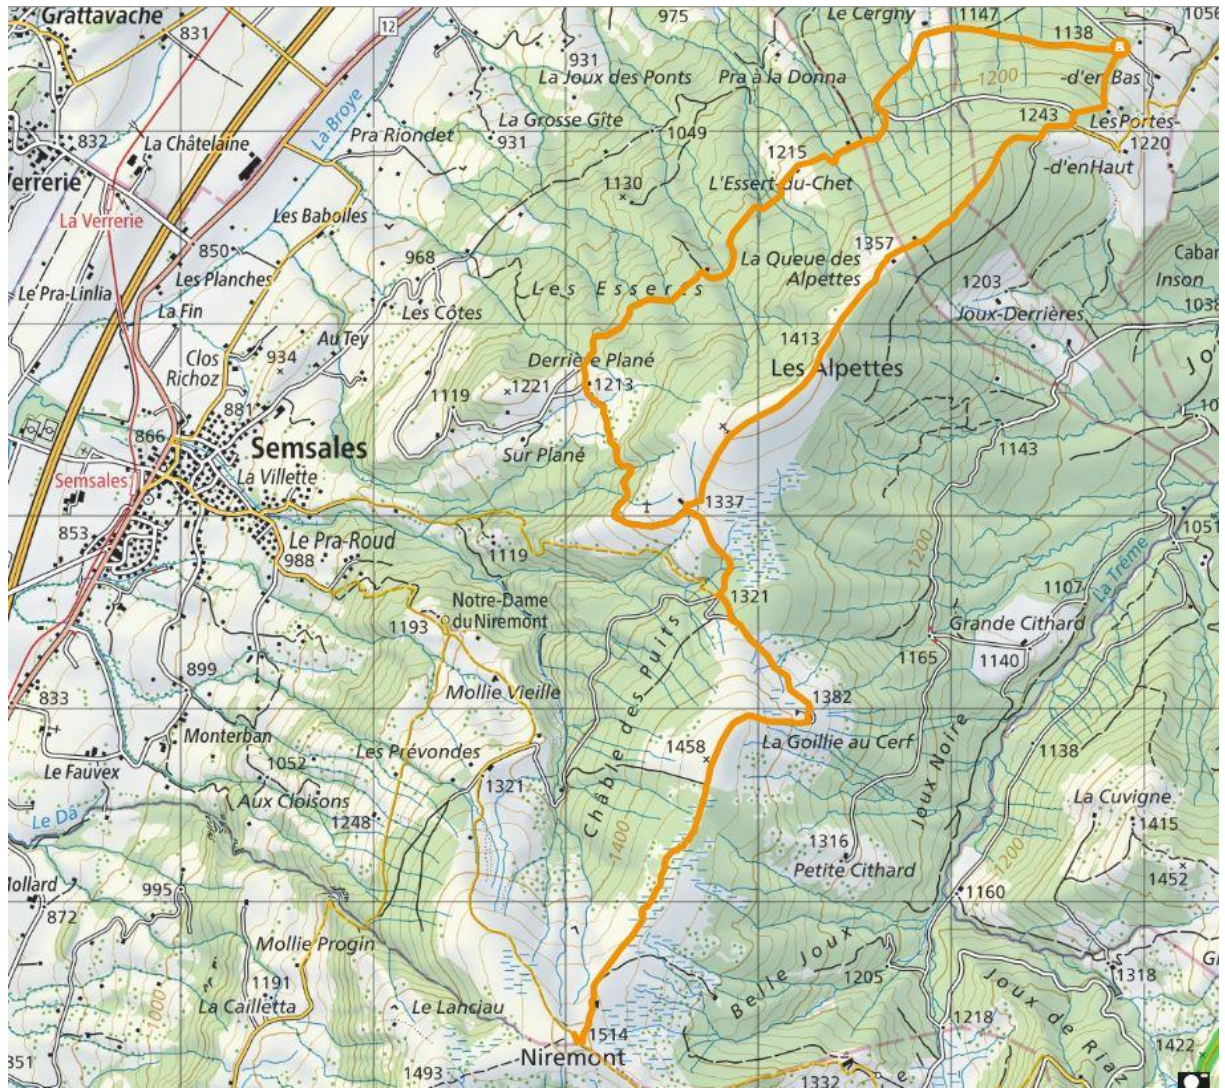 Grattavache
831
12
975
Le Cergny
1147
1138
1056
931
La Joux des Ponts
Pra à la Donna
1200
-d'en Bas
La Broye
La Grosse Gîte
1243
Les Portes-
832
La Châtelaine
Pra Riondet
931
1049
1220
1215
-d'enHaut
L'Essert-du-Chet
1130
Les Babolles
La Verrerie
850
968
1357
La Queue des
Alpettes
Les Planches
Les Esserts
1203
Inson
Le Pra-Linlia
La Fin
Les Côtes
Joux-Derrières
1038
Au Tey
1413
Clos
Richoz
934
Derrière Plané
Les Alpettes
1221
1213
1119
881
866
Semsales
Sur Plané
1143
La Villette
Semsales
1337
853
Le Pra-Roud
1119
1200
1051
988
1107
La Trême
Notre-Dame
du Niremont
1321
1193
Grande Cithard
1165
1140
899
Mollie Vieille
833
1382
Monterban
La Goillie au Cerf
Les Prévondes
1458
1138
Le Fauvex
1052
1321
Châble des Puits
Joux Noire
Aux Cloisons
La Cuvigne
Le Dâ
1248
1400
1415
1316
1200
Petite Cithard
1452
995
1160
872
Mollie Progin
Belle Joux
1205
1318
1191
La Cailletta
Le Lanciau
1000
1514
1218
Niremont
1422
1493
1332